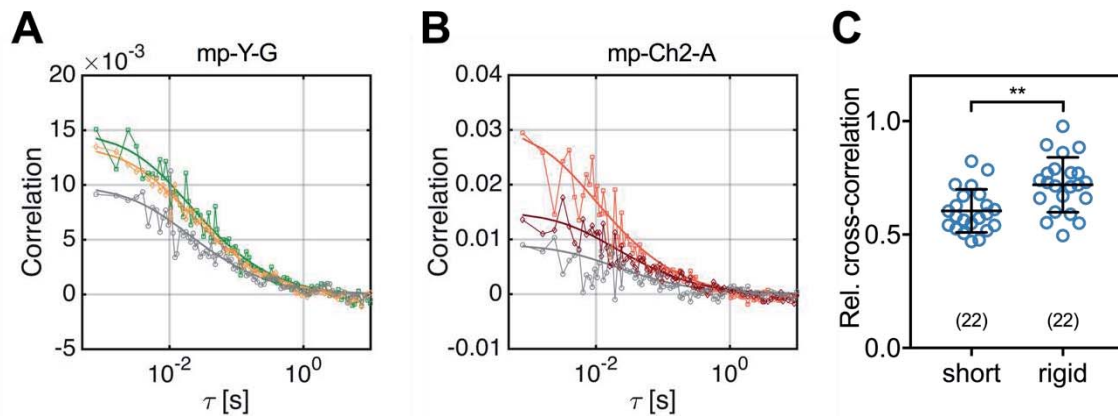 A
mp-Y-G
×10⁻³
20
15
10
5
0
-5
Correlation
10⁻²
10⁰
τ [s]
B
mp-Ch2-A
0.04
0.03
0.02
0.01
0
-0.01
Correlation
10⁻²
10⁰
τ [s]
C
**
1.0
0.5
0.0
Rel. cross-correlation
(22)
(22)
short
rigid